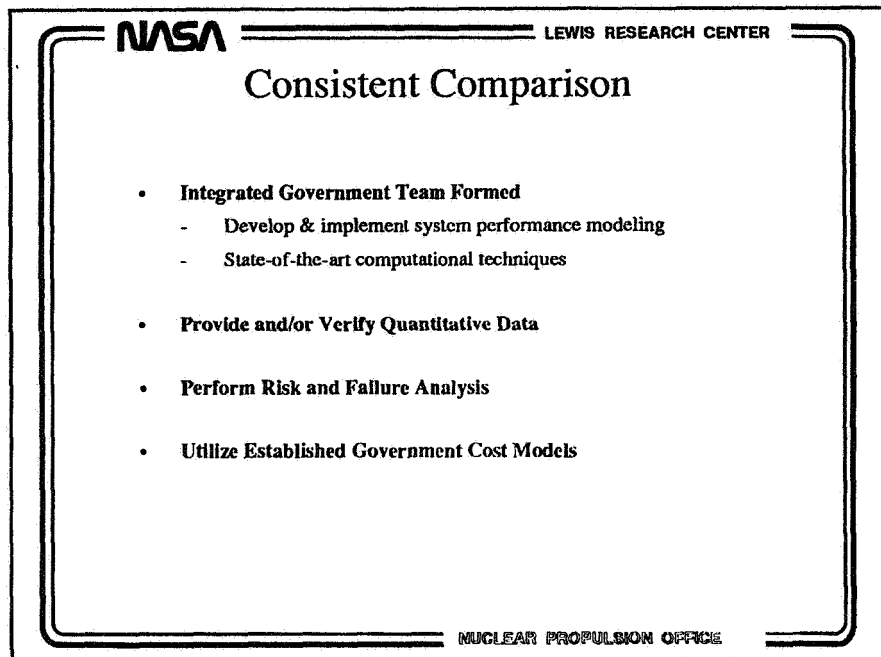 NASA
LEWIS RESEARCH CENTER
Consistent Comparison
• Integrated Government Team Formed
- Develop & implement system performance modeling
- State-of-the-art computational techniques
• Provide and/or Verify Quantitative Data
• Perform Risk and Failure Analysis
• Utilize Established Government Cost Models
NUCLEAR PROPULSION OFFICE